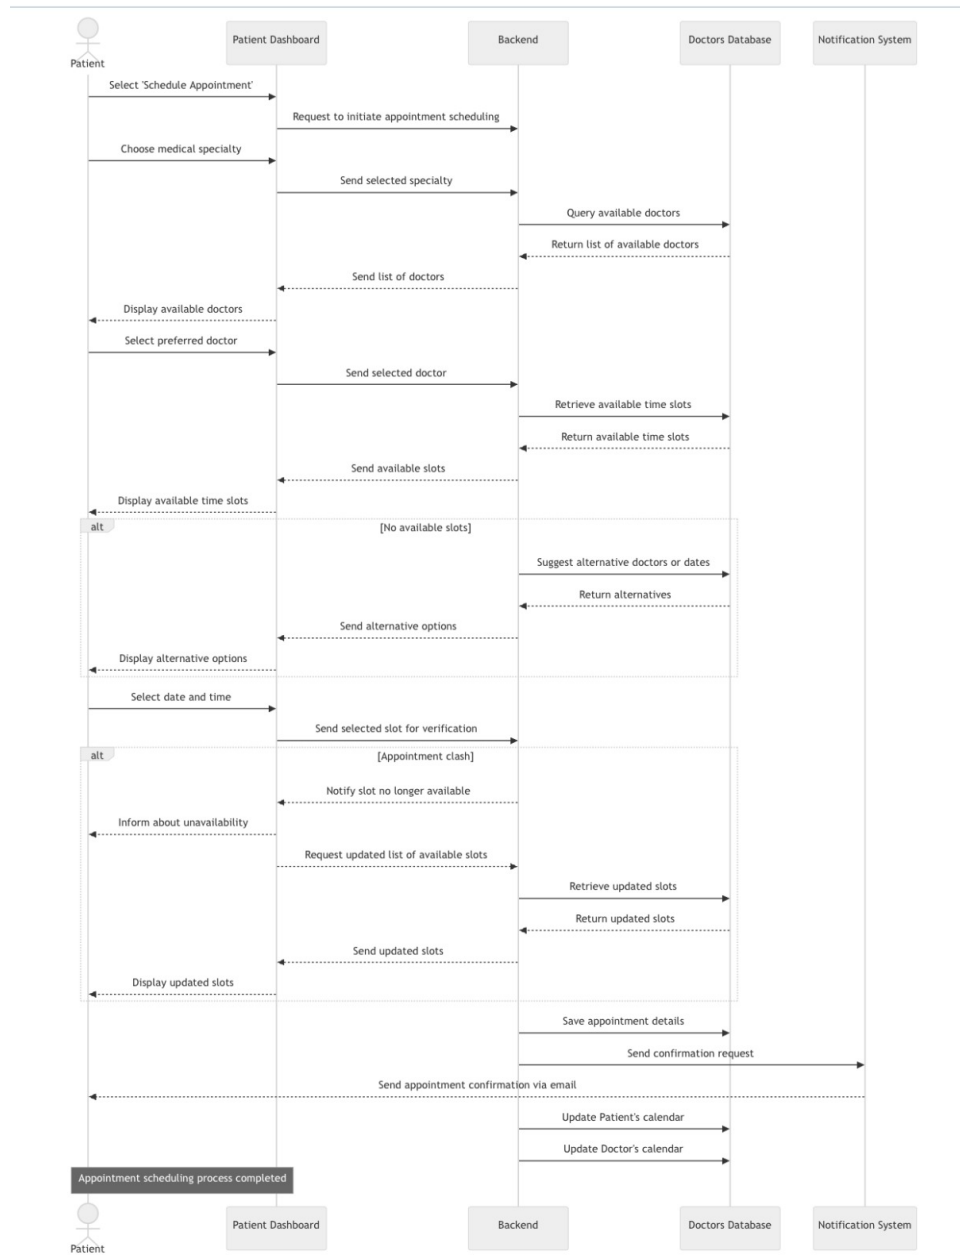 Patient
Patient Dashboard
Backend
Doctors Database
Notification System
Select 'Schedule Appointment'
Request to initiate appointment scheduling
Choose medical specialty
Send selected specialty
Query available doctors
Return list of available doctors
Send list of doctors
Display available doctors
Select preferred doctor
Send selected doctor
Retrieve available time slots
Return available time slots
Send available slots
Display available time slots
alt
[No available slots]
Suggest alternative doctors or dates
Return alternatives
Send alternative options
Display alternative options
Select date and time
Send selected slot for verification
alt
[Appointment clash]
Notify slot no longer available
Inform about unavailability
Request updated list of available slots
Retrieve updated slots
Return updated slots
Send updated slots
Display updated slots
Save appointment details
Send confirmation request
Send appointment confirmation via email
Update Patient's calendar
Update Doctor's calendar
Appointment scheduling process completed
Patient
Patient Dashboard
Backend
Doctors Database
Notification System